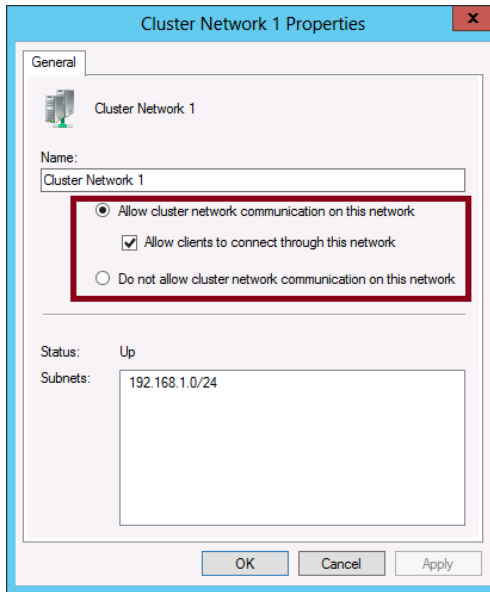 Cluster Network 1 Properties
x
General
Cluster Network 1
Name:
Cluster Network 1
Allow cluster network communication on this network
Allow clients to connect through this network
Do not allow cluster network communication on this network
Status: Up
Subnets: 192.168.1.0/24
OK Cancel Apply